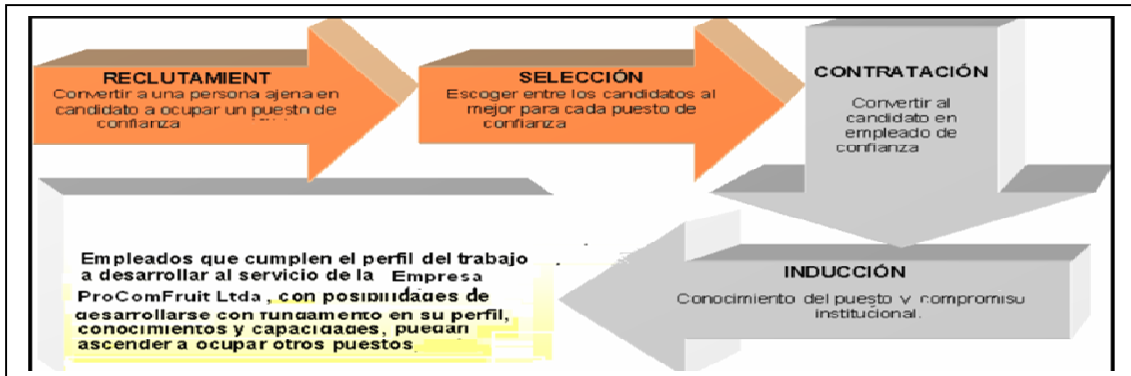 RECLUTAMIENT
Convertir a una persona ajena en
candidato a ocupar un puesto de
confianza
SELECCIÓN
Escoger entre los candidatos al
mejor para cada puesto de
confianza
CONTRATACIÓN
Convertir al
candidato en
empleado de
confianza
INDUCCIÓN
Conocimiento del puesto y compromisu
institucional.
Empleados que cumplen el perfil del trabajo
a desarrollar al servicio de la Empresa
ProComFruit Ltda, con posibilidades de
desarrollarse con fundamento en su perfil,
conocimientos y capacidades, puedan
ascender a ocupar otros puestos